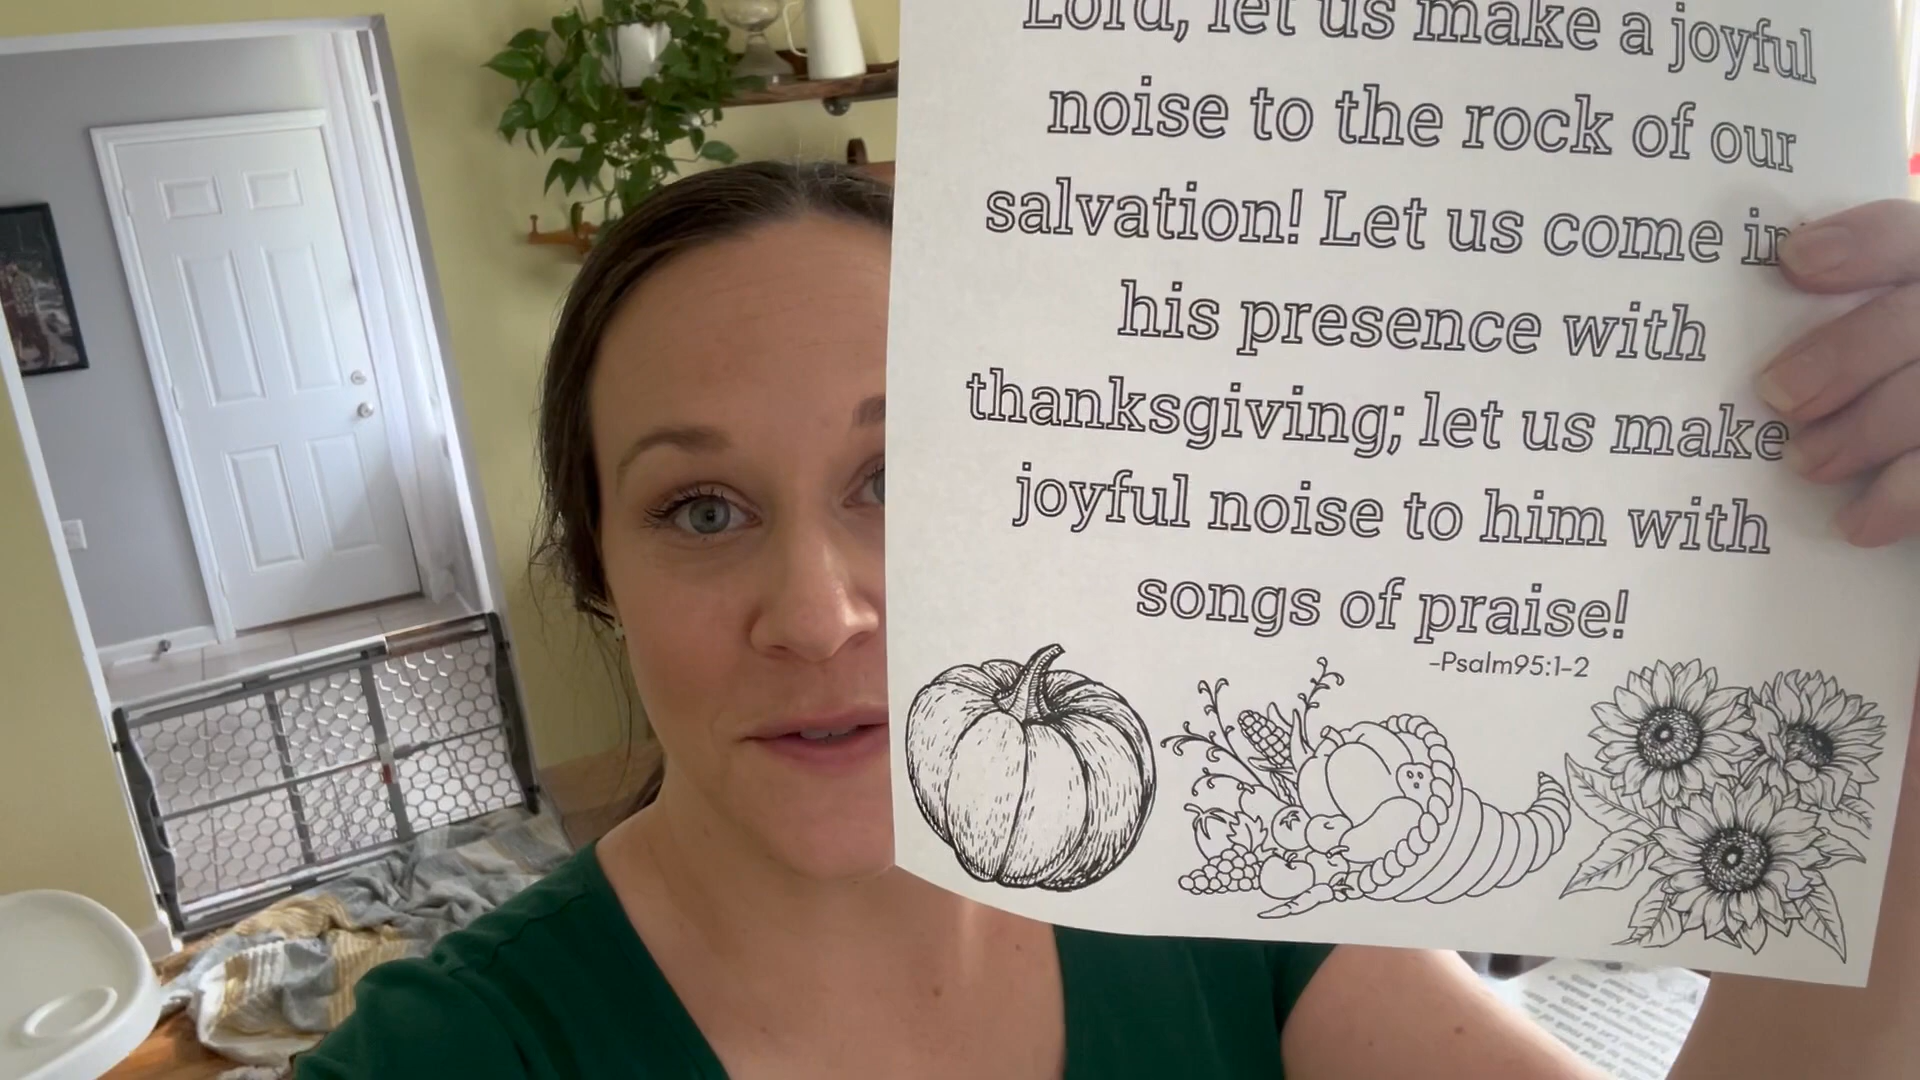 Lord, let us make a joyful
noise to the rock of our
salvation! Let us come in
his presence with
thanksgiving; let us make
joyful noise to him with
songs of praise!
-Psalm95:1-2